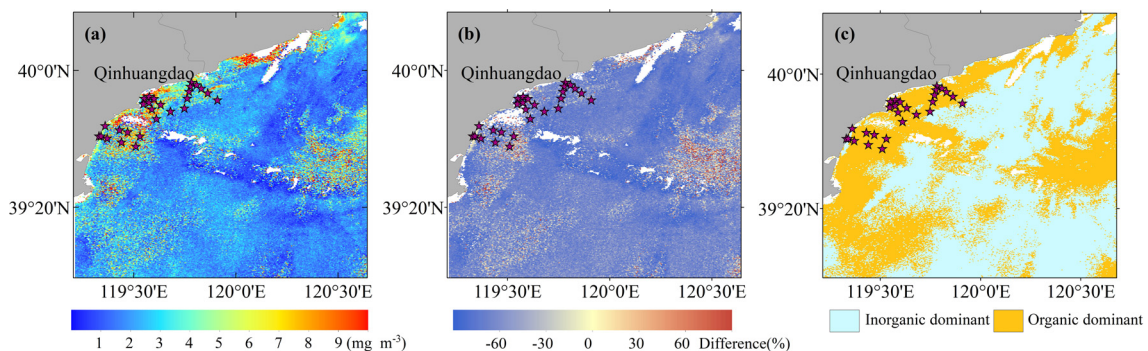 (a)
Qinhuangdao
40°0'N
39°20'N
119°30'E 120°0'E 120°30'E
1 2 3 4 5 6 7 8 9 (mg m⁻³)
(b)
Qinhuangdao
40°0'N
39°20'N
119°30'E 120°0'E 120°30'E
-60 -30 0 30 60 Difference(%)
(c)
Qinhuangdao
40°0'N
39°20'N
119°30'E 120°0'E 120°30'E
Inorganic dominant Organic dominant